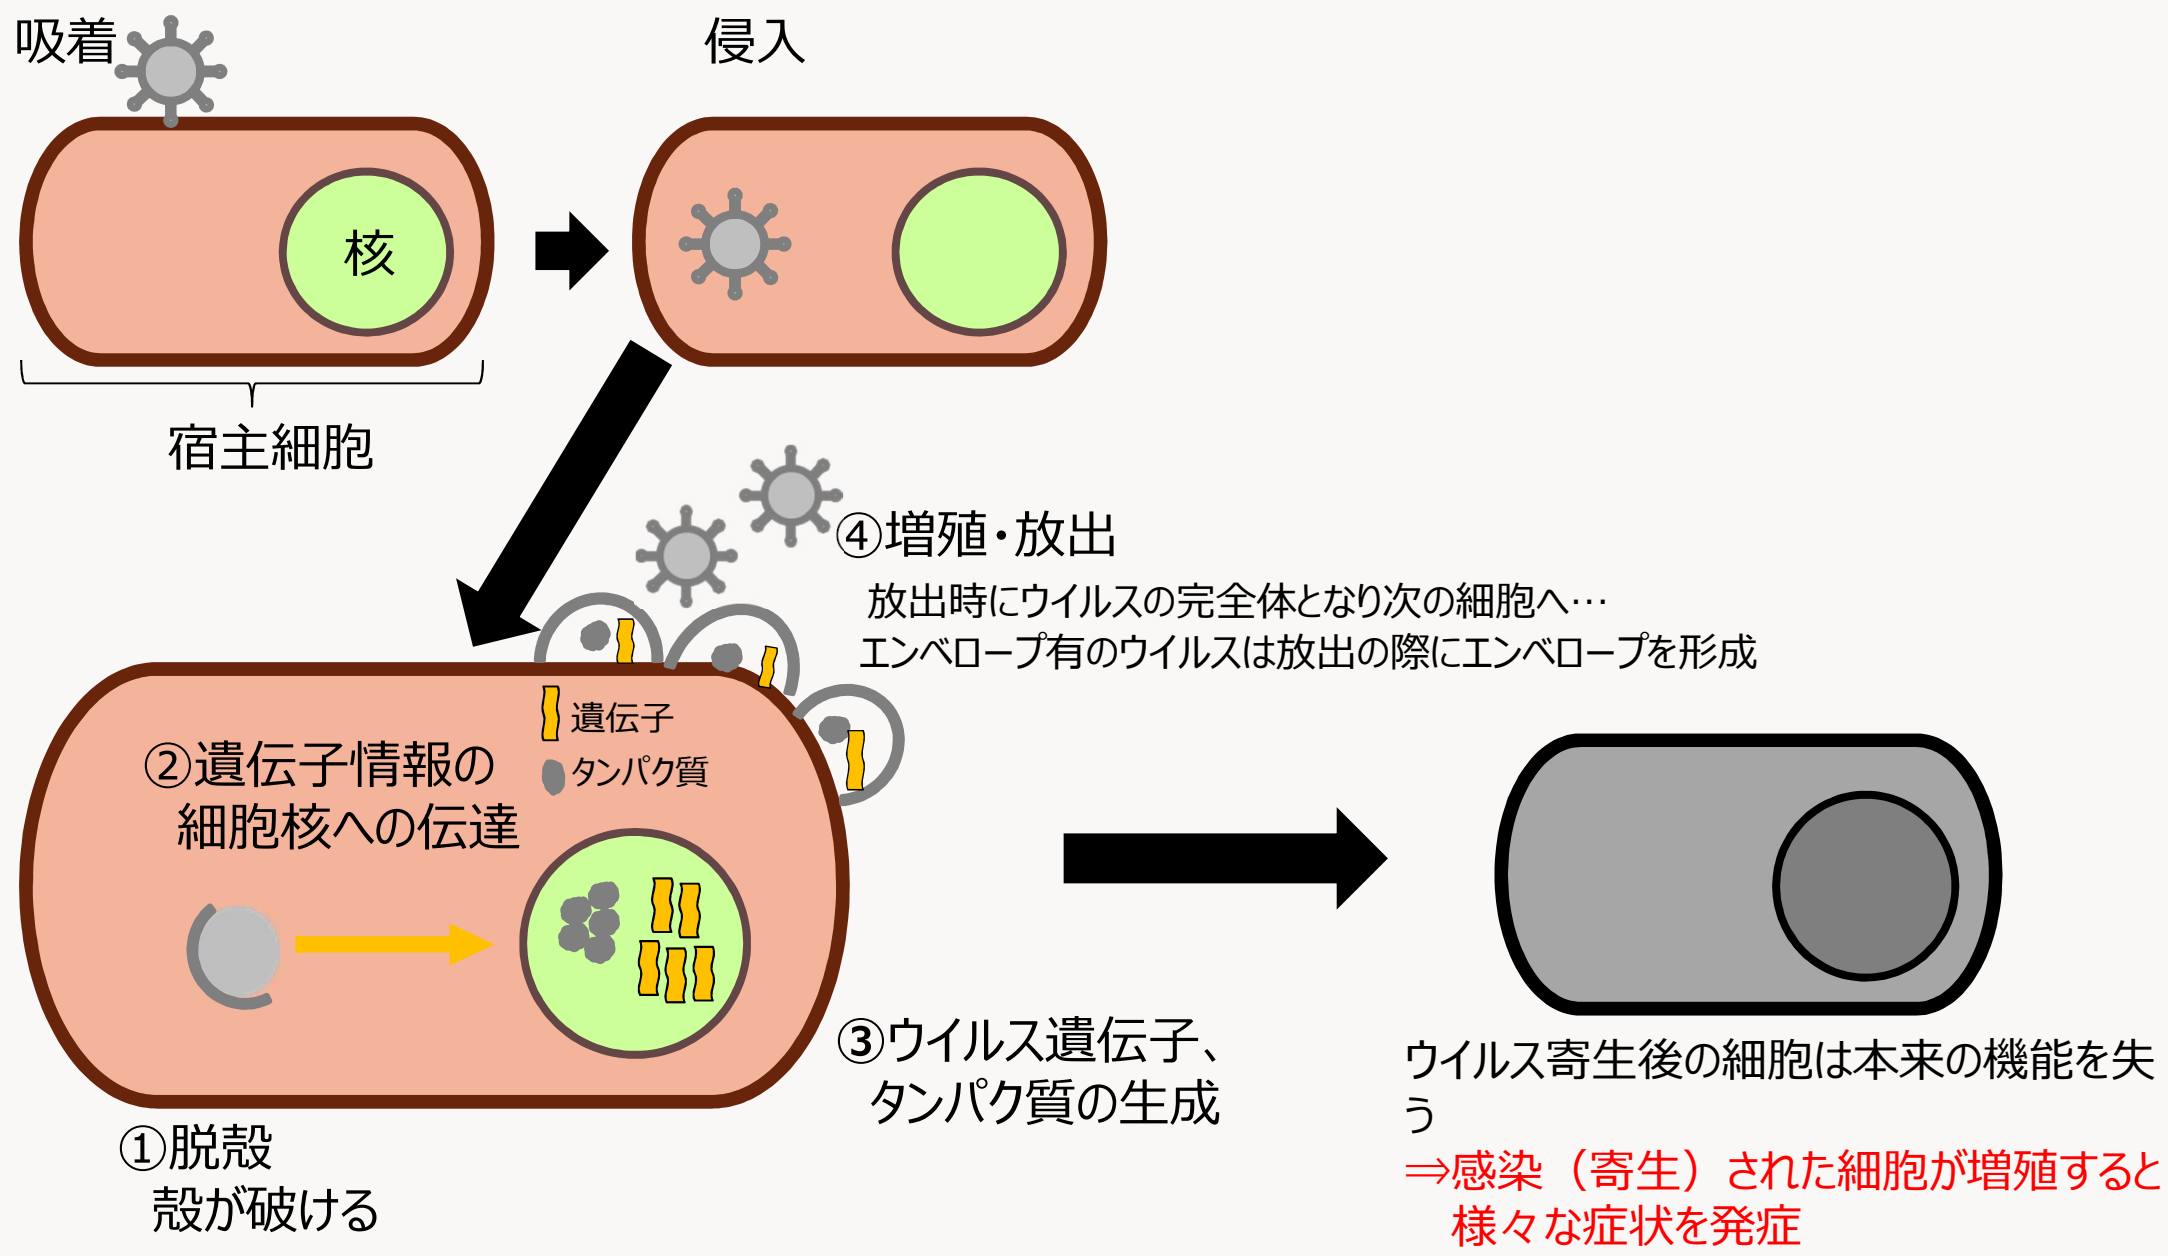 吸着
侵入
核
宿主細胞
④増殖・放出
放出時にウイルスの完全体となり次の細胞へ…
エンベロープ有のウイルスは放出の際にエンベロープを形成
遺伝子
タンパク質
②遺伝子情報の
細胞核への伝達
③ウイルス遺伝子、
タンパク質の生成
①脱殻
殻が破ける
ウイルス寄生後の細胞は本来の機能を失
う
⇒感染（寄生）された細胞が増殖すると
様々な症状を発症